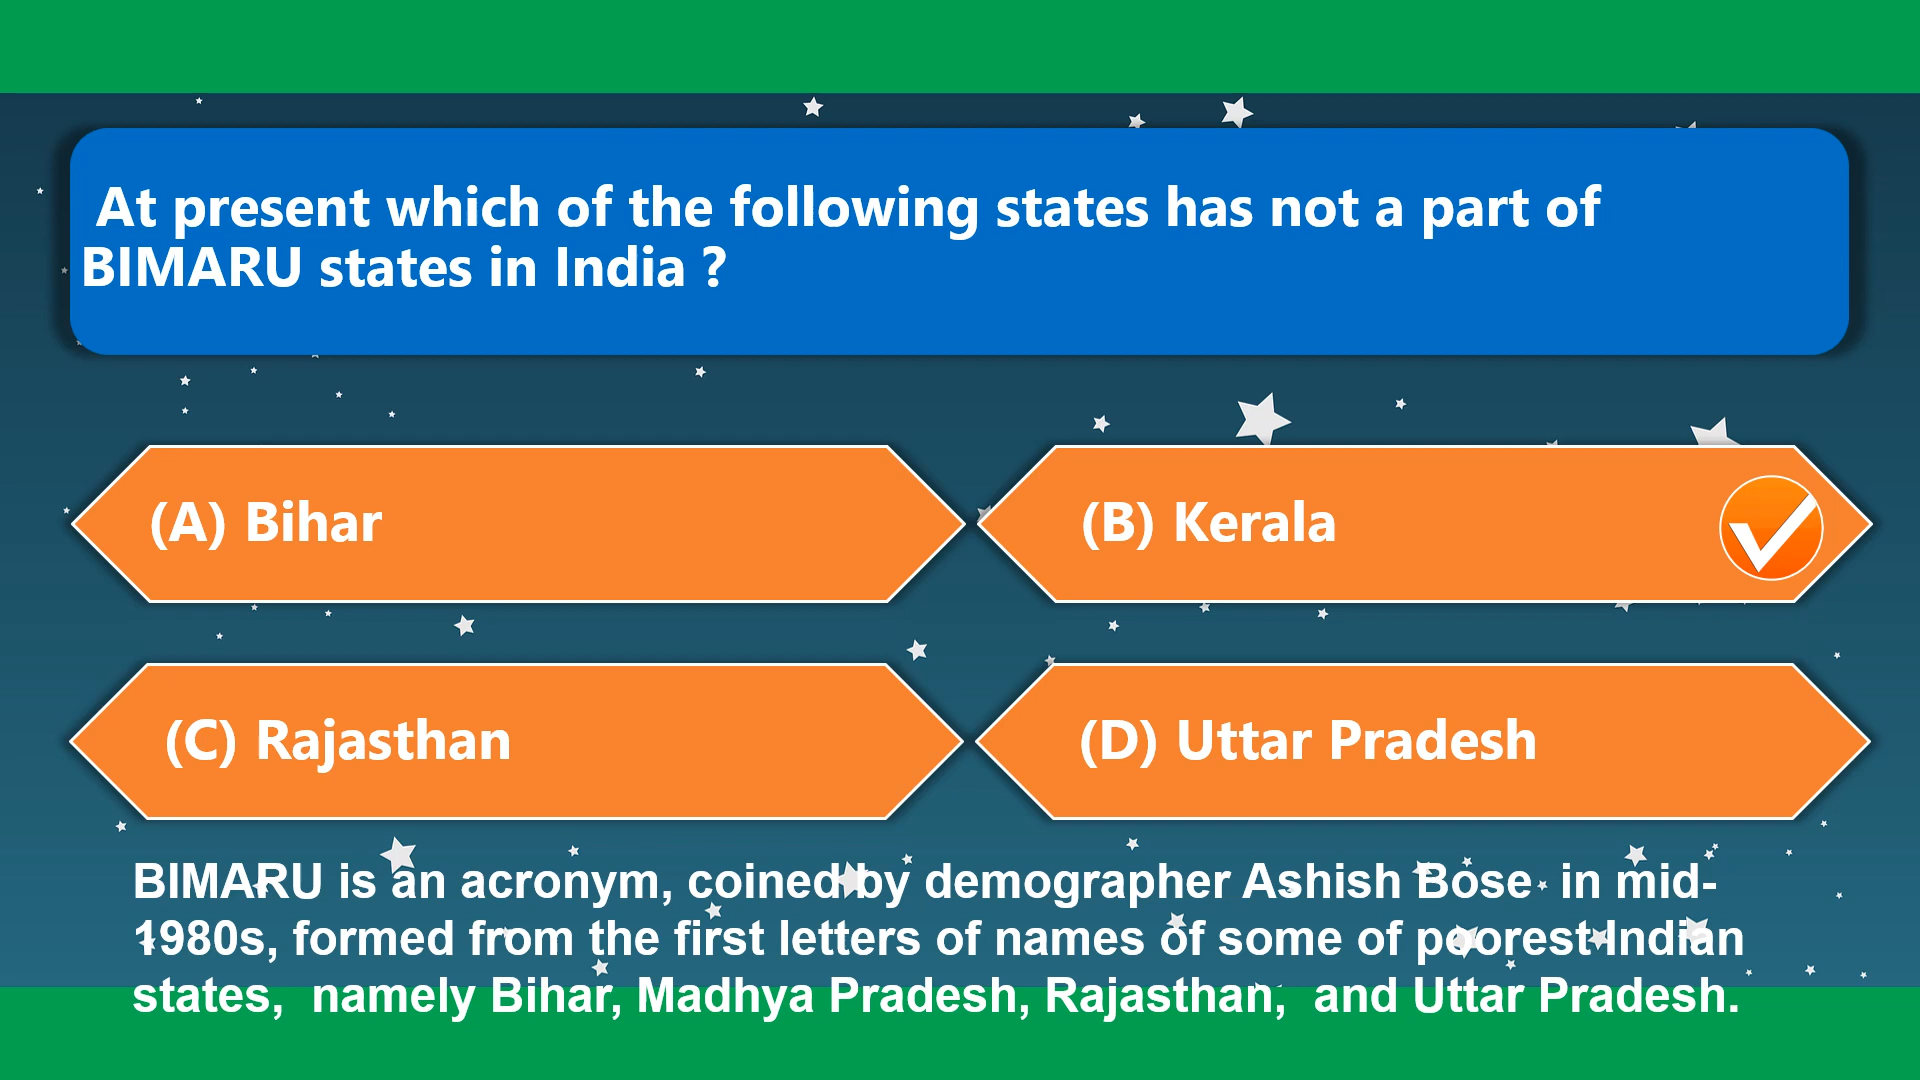 At present which of the following states has not a part of
BIMARU states in India ?
(A) Bihar
(B) Kerala
(C) Rajasthan
(D) Uttar Pradesh
BIMARU is an acronym, coined by demographer Ashish Bose in mid-
1980s, formed from the first letters of names of some of poorest Indian
states, namely Bihar, Madhya Pradesh, Rajasthan, and Uttar Pradesh.